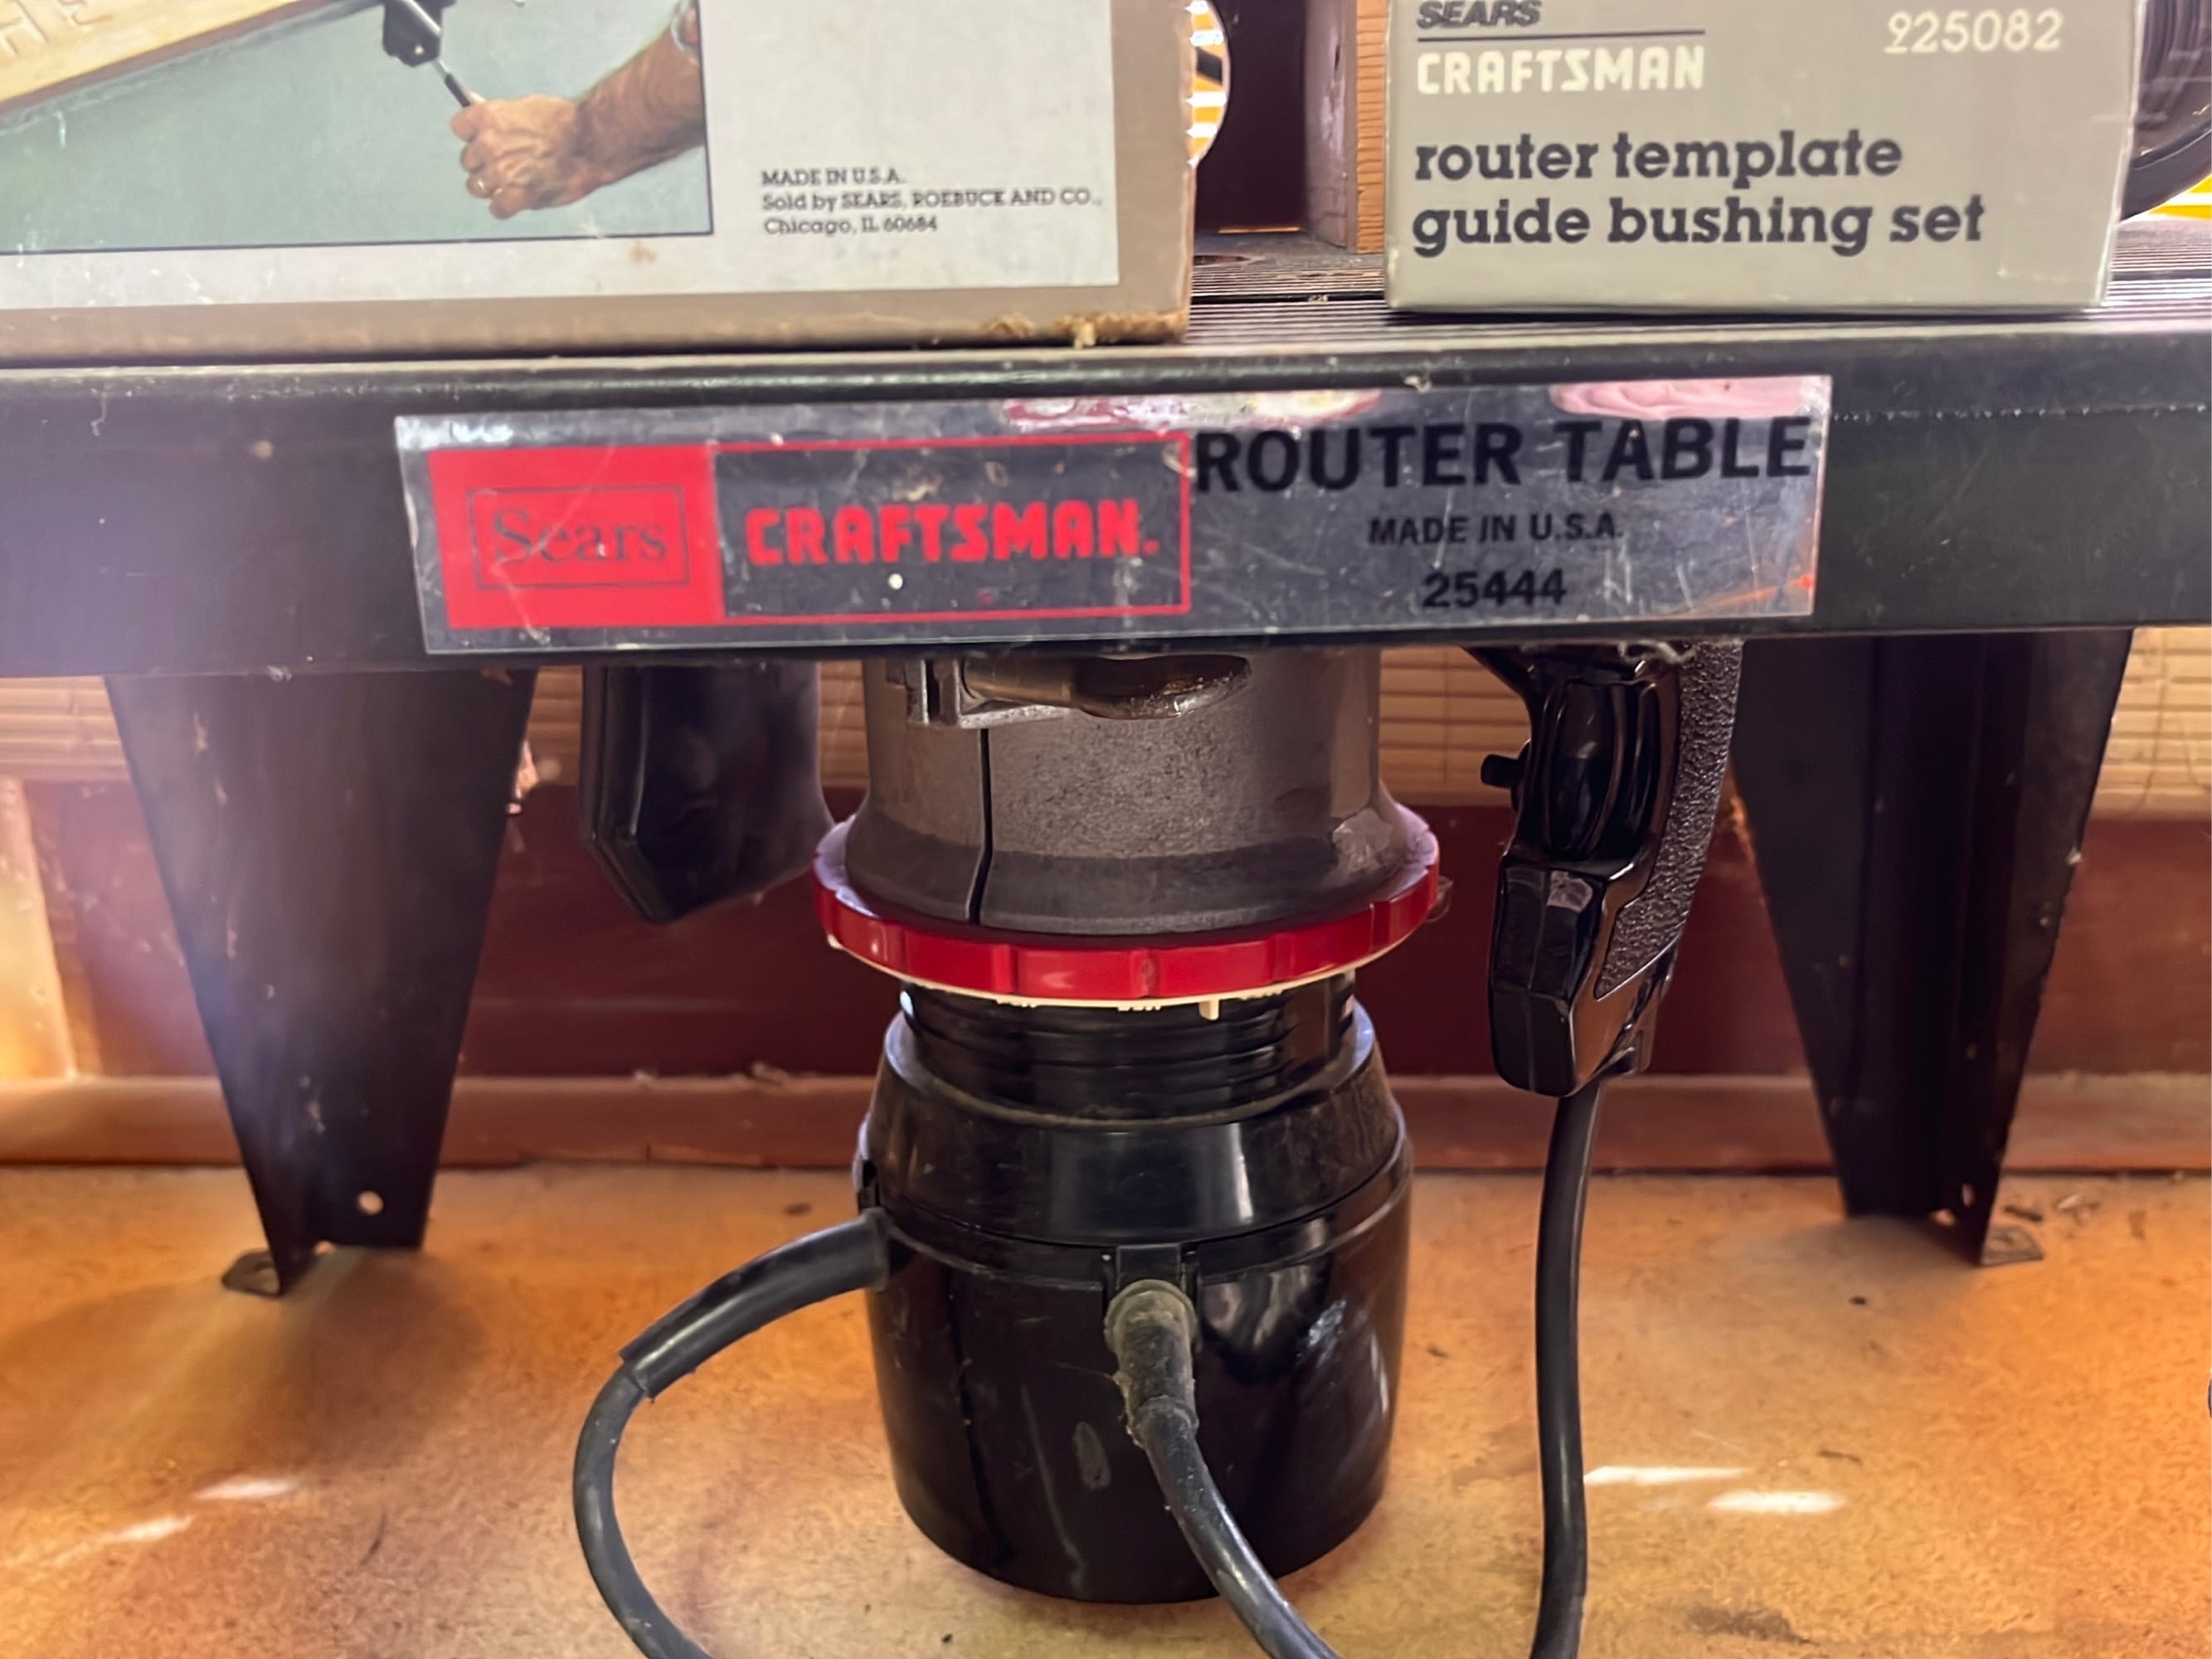 MADE IN U.S.A.
Sold by SEARS, ROEBUCK AND CO.,
Chicago, IL 60684
SEARS
925082
CRAFTSMAN
router template
guide bushing set
Sears
CRAFTSMAN.
ROUTER TABLE
MADE IN U.S.A.
25444